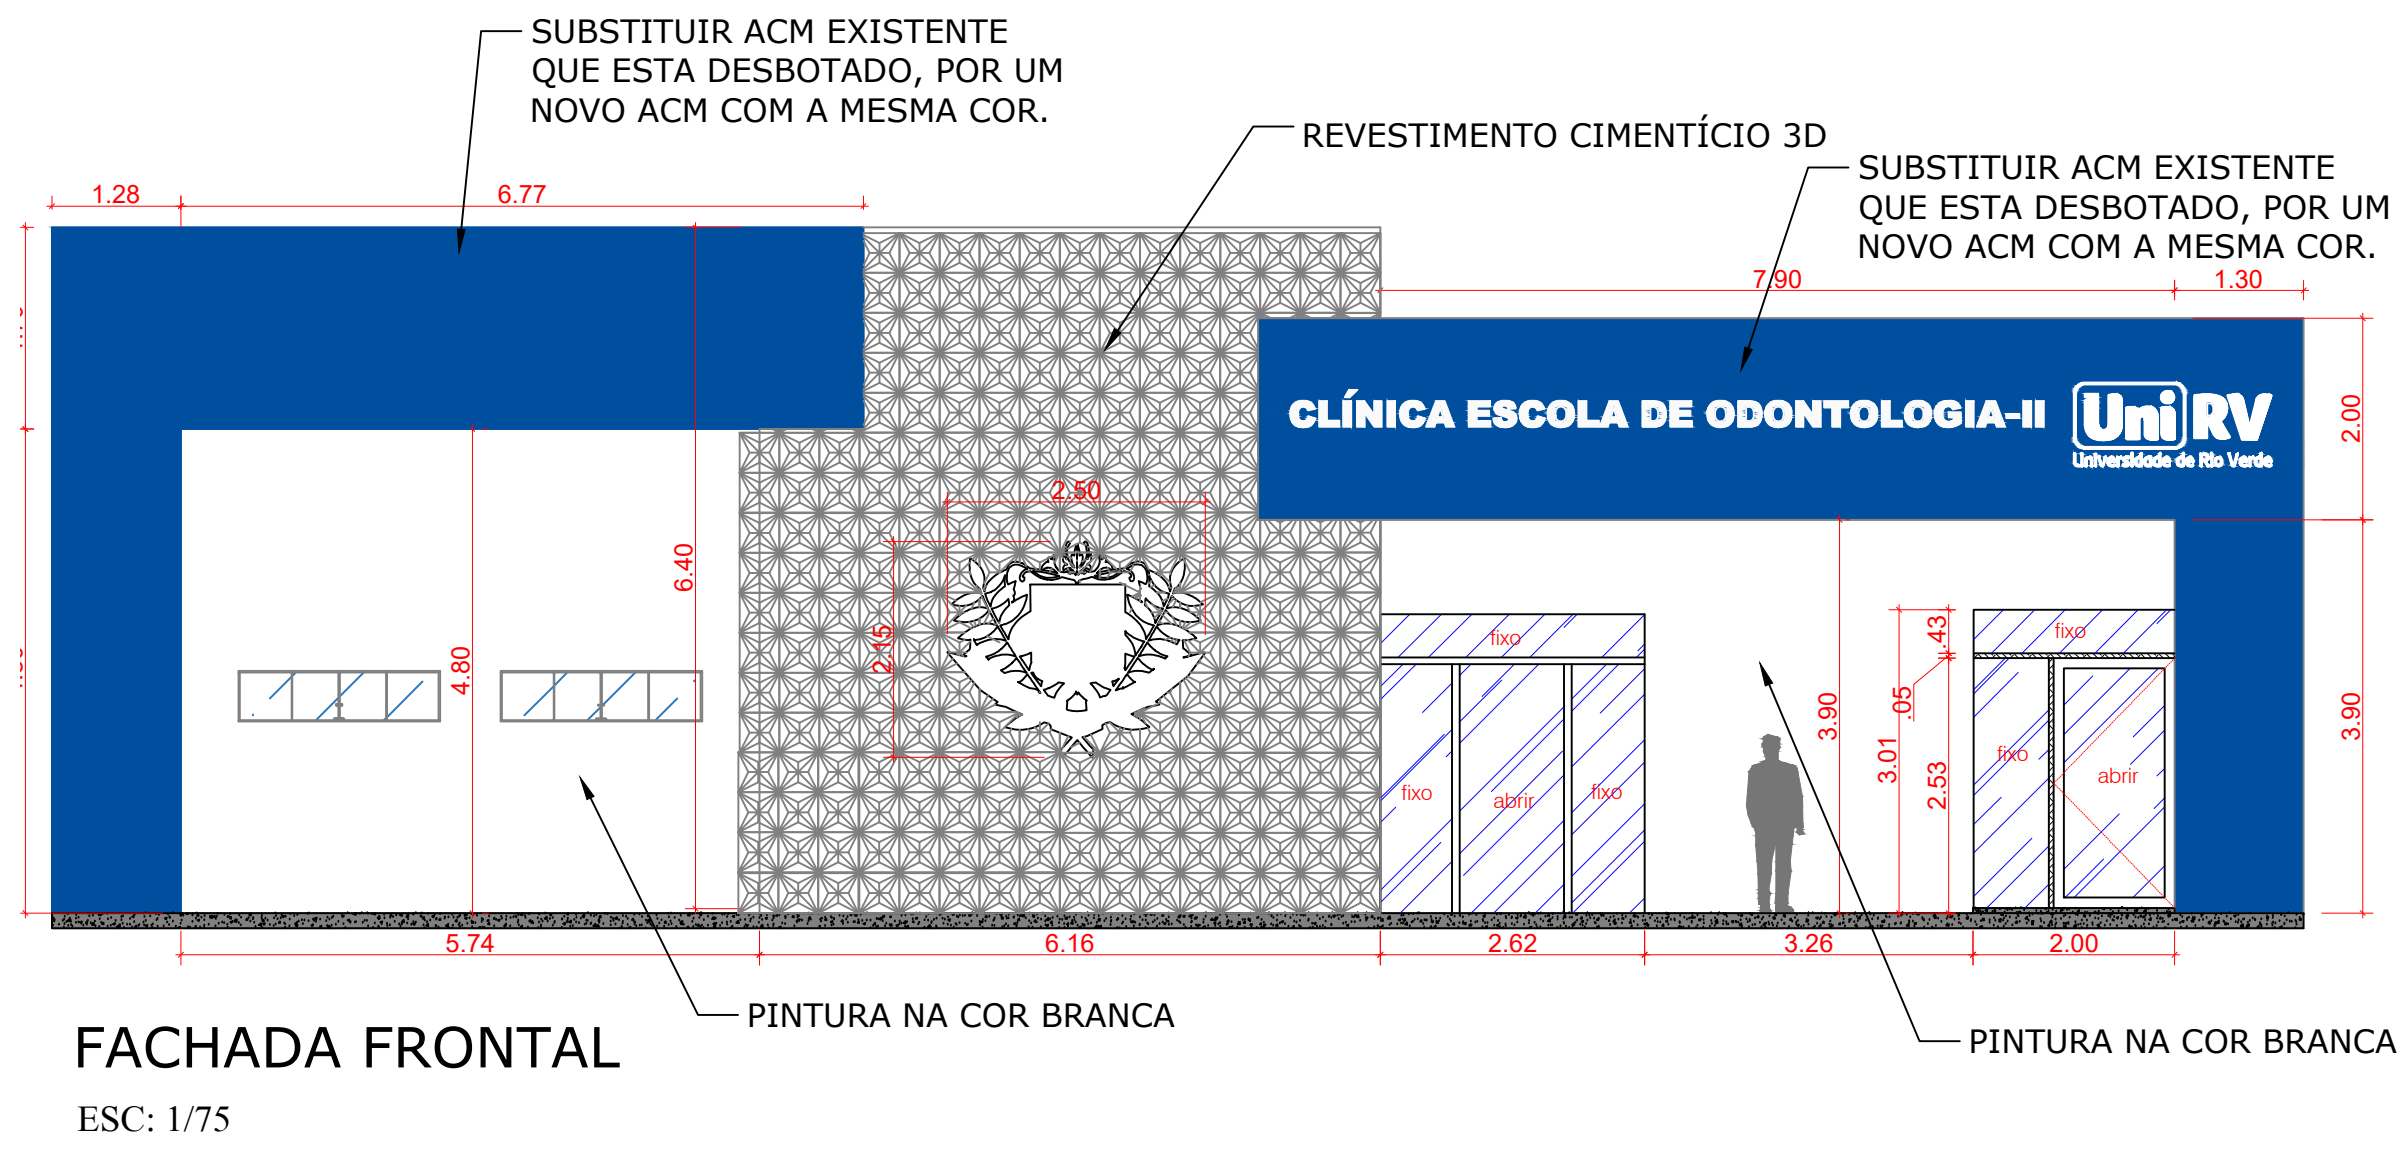 SUBSTITUIR ACM EXISTENTE
QUE ESTA DESBOTADO, POR UM
NOVO ACM COM A MESMA COR.
REVESTIMENTO CIMENTÍCIO 3D
SUBSTITUIR ACM EXISTENTE
QUE ESTA DESBOTADO, POR UM
NOVO ACM COM A MESMA COR.
1.28
6.77
7.90
1.30
CLÍNICA ESCOLA DE ODONTOLOGIA-II
UniRV
Universidade de Rio Verde
2.00
2.50
6.40
2.15
4.80
fixo
fixo
abrir
fixo
3.90
3.01
.05
.43
2.53
fixo
fixo
abrir
3.90
5.74
6.16
2.62
3.26
2.00
PINTURA NA COR BRANCA
PINTURA NA COR BRANCA
FACHADA FRONTAL
ESC: 1/75